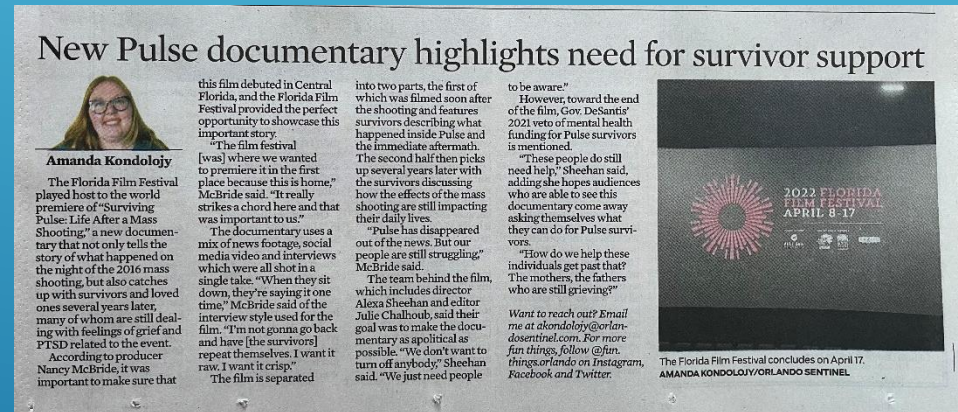 New Pulse documentary highlights need for survivor support
Amanda Kondolojy
The Florida Film Festival
played host to the world
premiere of “Surviving
Pulse: Life After a Mass
Shooting,” a new documen-
tary that not only tells the
story of what happened on
the night of the 2016 mass
shooting, but also catches
up with survivors and loved
ones several years later,
many of whom are still deal-
ing with feelings of grief and
PTSD related to the event.
According to producer
Nancy McBride, it was
important to make sure that
this film debuted in Central
Florida, and the Florida Film
Festival provided the perfect
opportunity to showcase this
important story.
“The film festival
[was] where we wanted
to premiere it in the first
place because this is home,”
McBride said. “It really
strikes a chord here and that
was important to us.”
The documentary uses a
mix of news footage, social
media video and interviews
which were all shot in a
single take. “When they sit
down, they’re saying it one
time,” McBride said of the
interview style used for the
film. “I’m not gonna go back
and have [the survivors]
repeat themselves. I want it
raw. I want it crisp.”
The film is separated
into two parts, the first of
which was filmed soon after
the shooting and features
survivors describing what
happened inside Pulse and
the immediate aftermath.
The second half then picks
up several years later with
the survivors discussing
how the effects of the mass
shooting are still impacting
their daily lives.
“Pulse has disappeared
out of the news. But our
people are still struggling,”
McBride said.
The team behind the film,
which includes director
Alexa Sheehan and editor
Julie Chalhoub, said their
goal was to make the docu-
mentary as apolitical as
possible. “We don’t want to
turn off anybody,” Sheehan
said. “We just need people
to be aware.”
However, toward the end
of the film, Gov. DeSantis’
2021 veto of mental health
funding for Pulse survivors
is mentioned.
“These people do still
need help,” Sheehan said,
adding she hopes audiences
who are able to see this
documentary come away
asking themselves what
they can do for Pulse survi-
vors.
“How do we help these
individuals get past that?
The mothers, the fathers
who are still grieving?”
Want to reach out? Email
me at akondolojy@orlan-
dosentinel.com. For more
fun things, follow @fun.
things.orlando on Instagram,
Facebook and Twitter.
2022 FLORIDA
FILM FESTIVAL
APRIL 8-17
The Florida Film Festival concludes on April 17.
AMANDA KONDOLOJY/ORLANDO SENTINEL